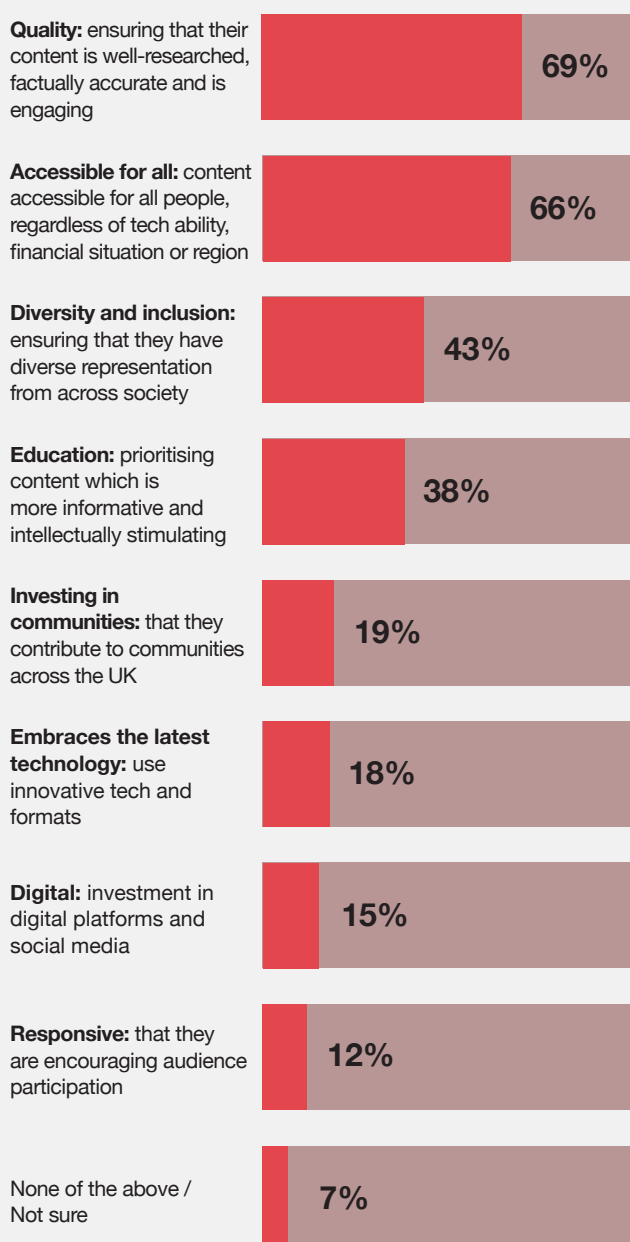 Quality: ensuring that their
content is well-researched,
factually accurate and is
engaging
69%
Accessible for all: content
accessible for all people,
regardless of tech ability,
financial situation or region
66%
Diversity and inclusion:
ensuring that they have
diverse representation
from across society
43%
Education: prioritising
content which is
more informative and
intellectually stimulating
38%
Investing in
communities: that they
contribute to communities
across the UK
19%
Embraces the latest
technology: use
innovative tech and
formats
18%
Digital: investment in
digital platforms and
social media
15%
Responsive: that they
are encouraging audience
participation
12%
None of the above /
Not sure
7%